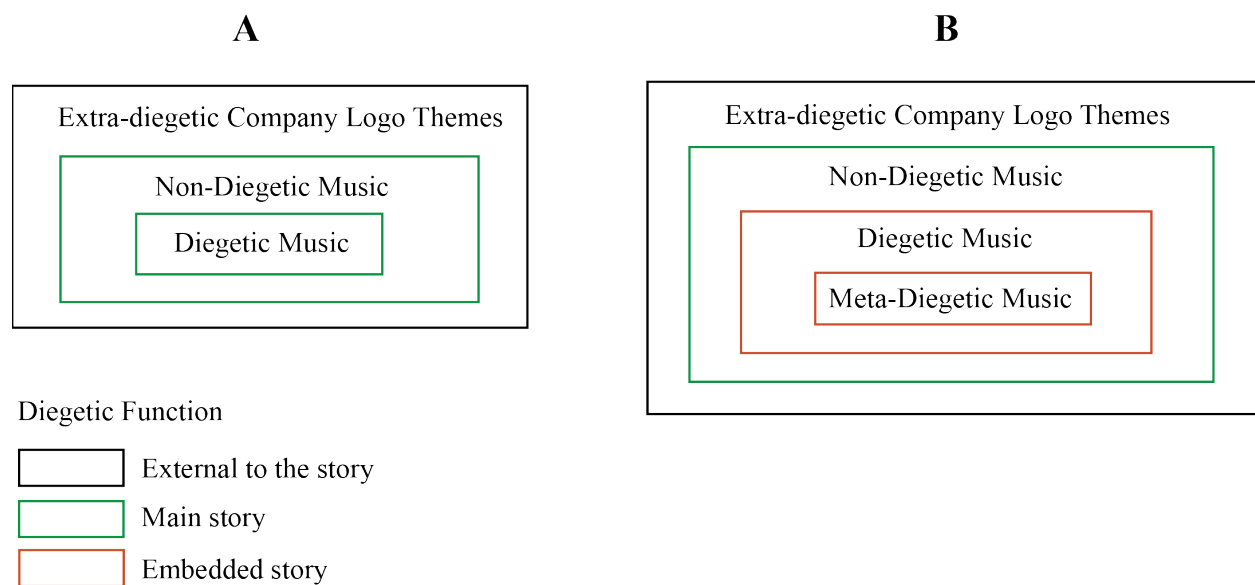 A
Extra-diegetic Company Logo Themes
Non-Diegetic Music
Diegetic Music
B
Extra-diegetic Company Logo Themes
Non-Diegetic Music
Diegetic Music
Meta-Diegetic Music
Diegetic Function
External to the story
Main story
Embedded story